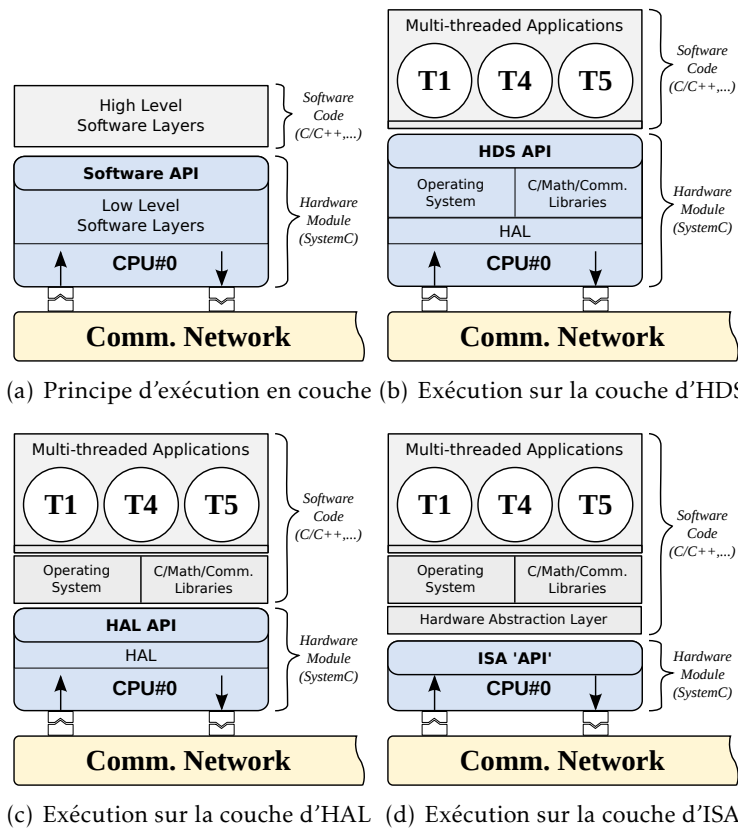 Multi-threaded Applications
T1 T4 T5
Software
Code
(C/C++,...)
High Level
Software Layers
Software
Code
(C/C++,...)
Software API
Low Level
Software Layers
CPU#0
Hardware
Module
(SystemC)
HDS API
Operating
System
C/Math/Comm.
Libraries
HAL
CPU#0
Hardware
Module
(SystemC)
Comm. Network
Comm. Network
(a) Principe d'exécution en couche
(b) Exécution sur la couche d'HDS
Multi-threaded Applications
T1 T4 T5
Operating
System
C/Math/Comm.
Libraries
Software
Code
(C/C++,...)
HAL API
HAL
CPU#0
Hardware
Module
(SystemC)
Comm. Network
Multi-threaded Applications
T1 T4 T5
Operating
System
C/Math/Comm.
Libraries
Hardware Abstraction Layer
Software
Code
(C/C++,...)
ISA 'API'
CPU#0
Hardware
Module
(SystemC)
Comm. Network
(c) Exécution sur la couche d'HAL
(d) Exécution sur la couche d'ISA